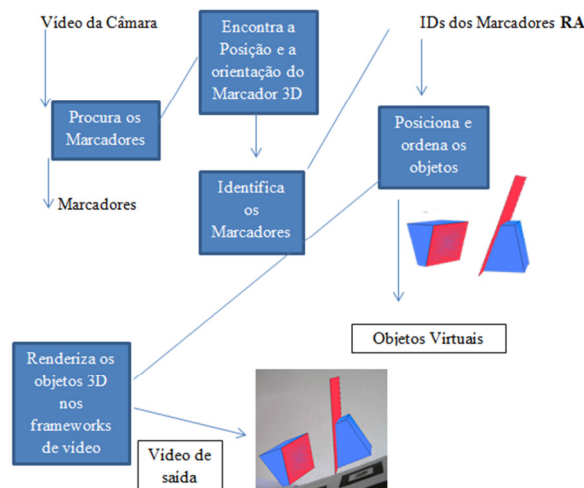 Vídeo da Câmara
Procura os
Marcadores
Marcadores
Encontra a
Posição e a
orientação do
Marcador 3D
Identifica
os
Marcadores
IDs dos Marcadores RA
Posiciona e
ordena os
objetos
Objetos Virtuais
Renderiza os
objetos 3D
nos
frameworks
de vídeo
Vídeo de
saída